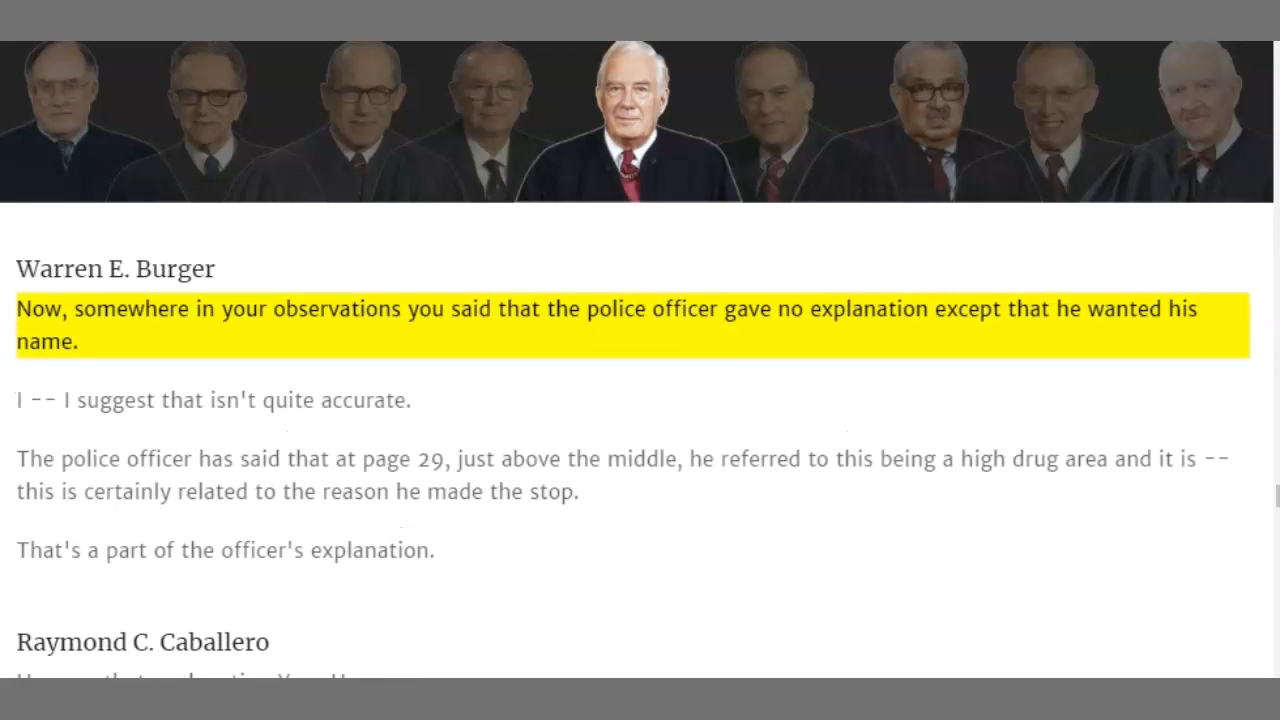 Warren E. Burger
Now, somewhere in your observations you said that the police officer gave no explanation except that he wanted his
name.
I -- I suggest that isn't quite accurate.
The police officer has said that at page 29, just above the middle, he referred to this being a high drug area and it is --
this is certainly related to the reason he made the stop.
That's a part of the officer's explanation.
Raymond C. Caballero